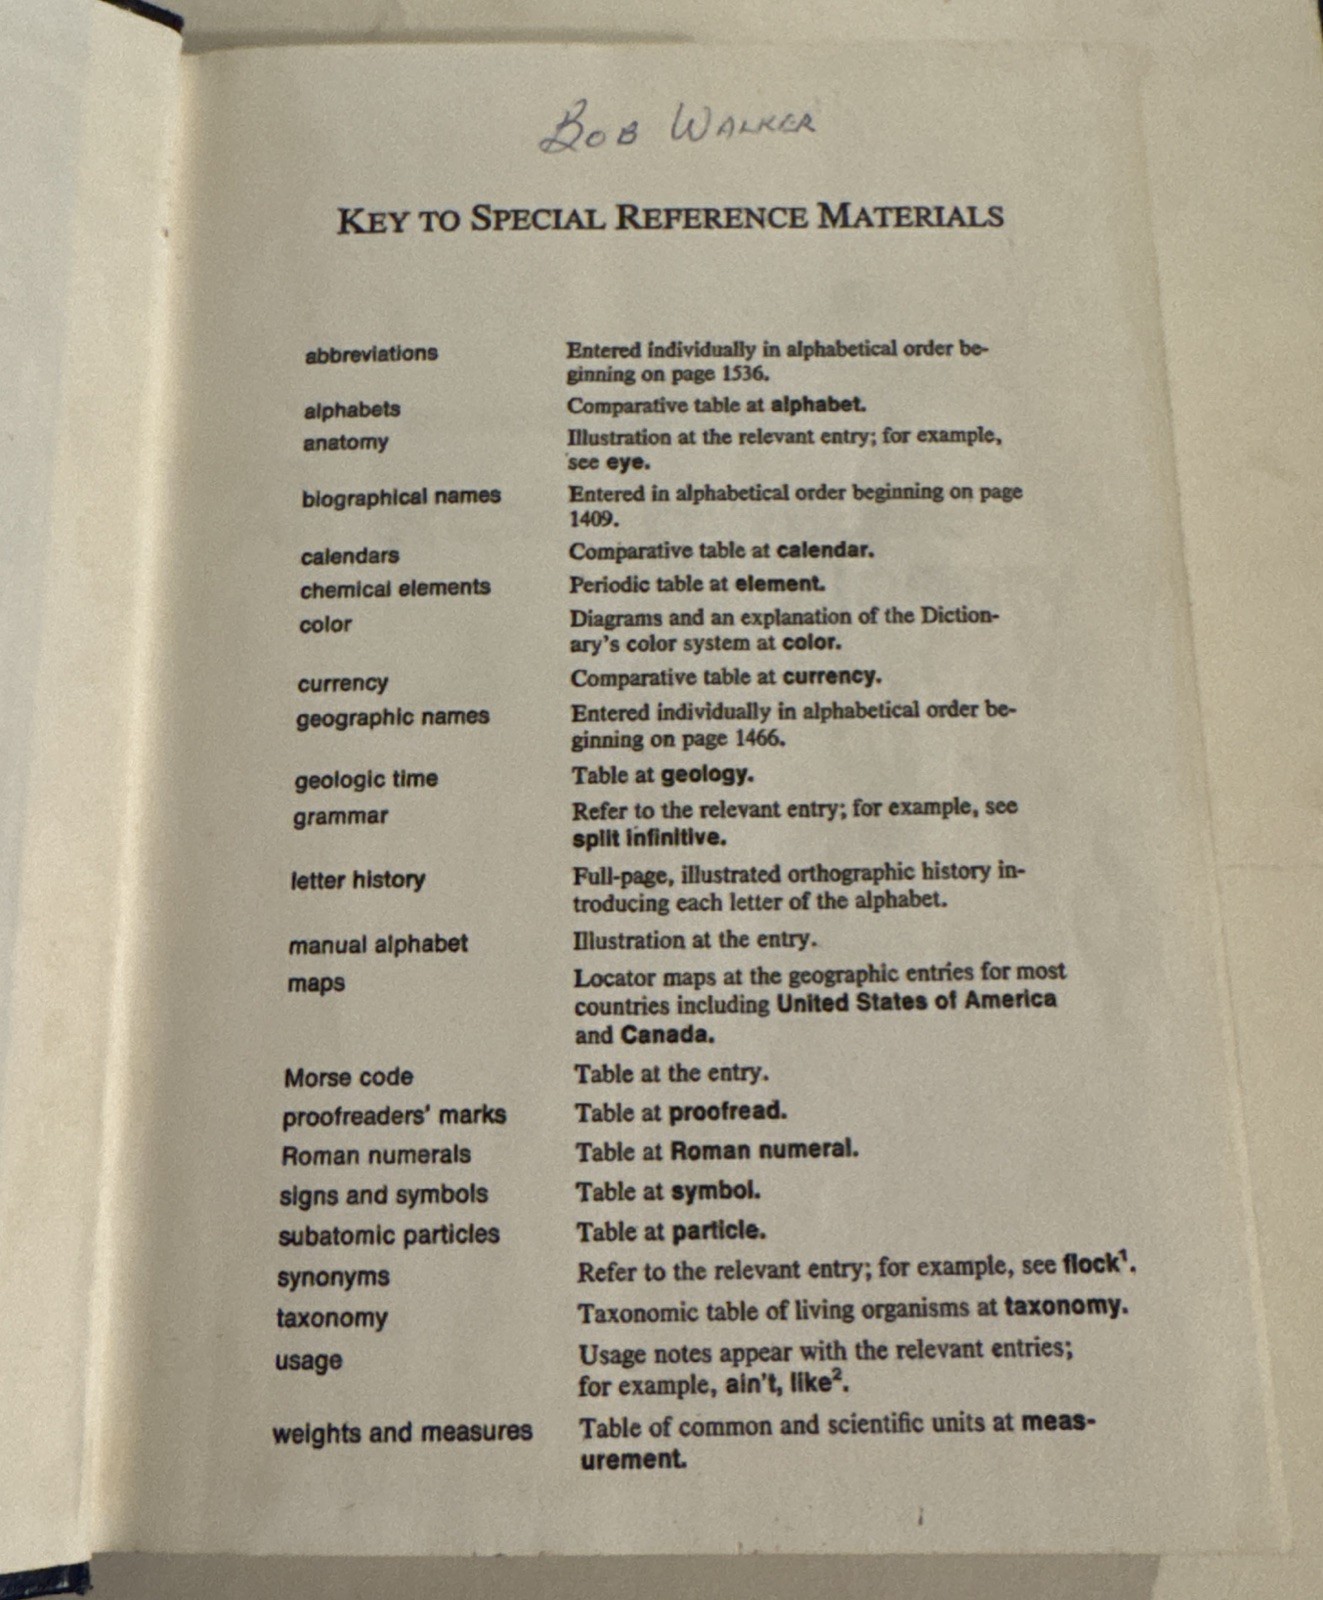 BOB WALKER
KEY TO SPECIAL REFERENCE MATERIALS
abbreviations Entered individually in alphabetical order be-
ginning on page 1536.
alphabets Comparative table at alphabet.
anatomy Illustration at the relevant entry; for example,
see eye.
biographical names Entered in alphabetical order beginning on page
1409.
calendars Comparative table at calendar.
chemical elements Periodic table at element.
color Diagrams and an explanation of the Diction-
ary's color system at color.
currency Comparative table at currency.
geographic names Entered individually in alphabetical order be-
ginning on page 1466.
geologic time Table at geology.
grammar Refer to the relevant entry; for example, see
split infinitive.
letter history Full-page, illustrated orthographic history in-
troducing each letter of the alphabet.
manual alphabet Illustration at the entry.
maps Locator maps at the geographic entries for most
countries including United States of America
and Canada.
Morse code Table at the entry.
proofreaders' marks Table at proofread.
Roman numerals Table at Roman numeral.
signs and symbols Table at symbol.
subatomic particles Table at particle.
synonyms Refer to the relevant entry; for example, see flock¹.
taxonomy Taxonomic table of living organisms at taxonomy.
usage Usage notes appear with the relevant entries;
for example, ain't, like².
weights and measures Table of common and scientific units at meas-
urement.